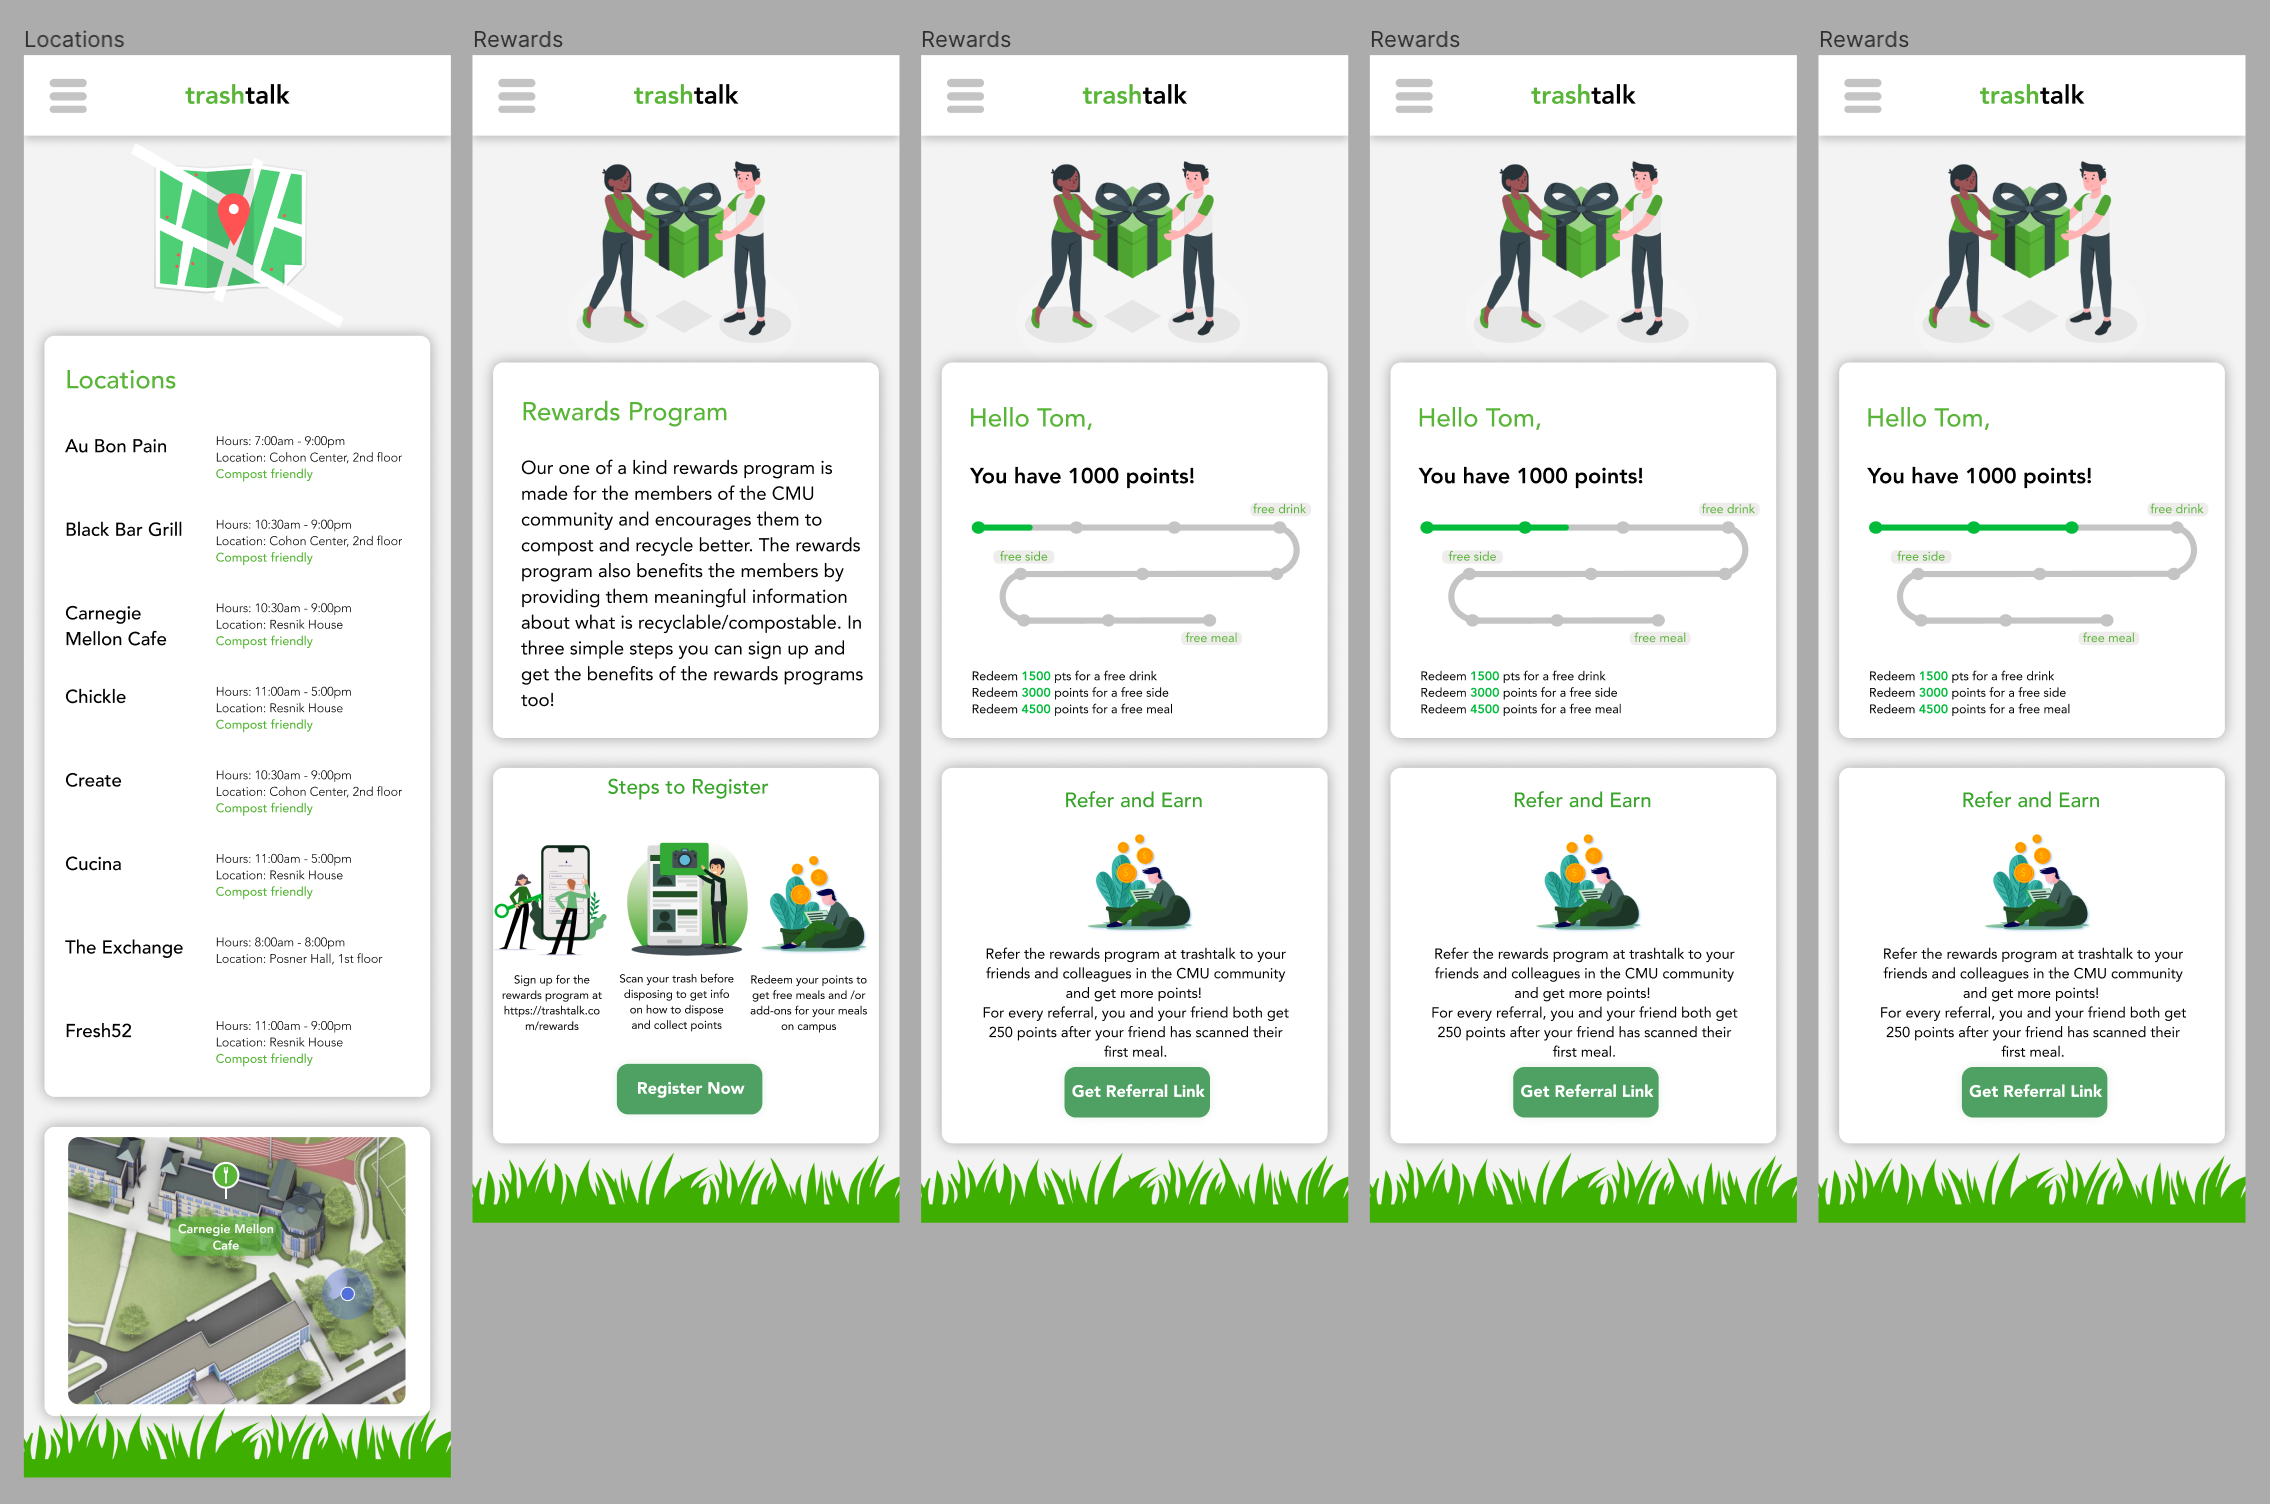 Locations
trashtalk
Locations
Au Bon Pain
Hours: 7:00am - 9:00pm
Location: Cohon Center, 2nd floor
Compost friendly
Black Bar Grill
Hours: 10:30am - 9:00pm
Location: Cohon Center, 2nd floor
Compost friendly
Carnegie
Mellon Cafe
Hours: 10:30am - 9:00pm
Location: Resnik House
Compost friendly
Chickle
Hours: 11:00am - 5:00pm
Location: Resnik House
Compost friendly
Create
Hours: 10:30am - 9:00pm
Location: Cohon Center, 2nd floor
Compost friendly
Cucina
Hours: 11:00am - 5:00pm
Location: Resnik House
Compost friendly
The Exchange
Hours: 8:00am - 8:00pm
Location: Posner Hall, 1st floor
Fresh52
Hours: 11:00am - 9:00pm
Location: Resnik House
Compost friendly
Carnegie Mellon
Cafe
Rewards
trashtalk
Rewards Program
Our one of a kind rewards program is
made for the members of the CMU
community and encourages them to
compost and recycle better. The rewards
program also benefits the members by
providing them meaningful information
about what is recyclable/compostable. In
three simple steps you can sign up and
get the benefits of the rewards programs
too!
Steps to Register
Sign up for the
rewards program at
https://trashtalk.co
m/rewards
Scan your trash before
disposing to get info
on how to dispose
and collect points
Redeem your points to
get free meals and /or
add-ons for your meals
on campus
Register Now
Rewards
trashtalk
Hello Tom,
You have 1000 points!
free drink
free side
free meal
Redeem 1500 pts for a free drink
Redeem 3000 points for a free side
Redeem 4500 points for a free meal
Refer and Earn
Refer the rewards program at trashtalk to your
friends and colleagues in the CMU community
and get more points!
For every referral, you and your friend both get
250 points after your friend has scanned their
first meal.
Get Referral Link
Rewards
trashtalk
Hello Tom,
You have 1000 points!
free drink
free side
free meal
Redeem 1500 pts for a free drink
Redeem 3000 points for a free side
Redeem 4500 points for a free meal
Refer and Earn
Refer the rewards program at trashtalk to your
friends and colleagues in the CMU community
and get more points!
For every referral, you and your friend both get
250 points after your friend has scanned their
first meal.
Get Referral Link
Rewards
trashtalk
Hello Tom,
You have 1000 points!
free drink
free side
free meal
Redeem 1500 pts for a free drink
Redeem 3000 points for a free side
Redeem 4500 points for a free meal
Refer and Earn
Refer the rewards program at trashtalk to your
friends and colleagues in the CMU community
and get more points!
For every referral, you and your friend both get
250 points after your friend has scanned their
first meal.
Get Referral Link